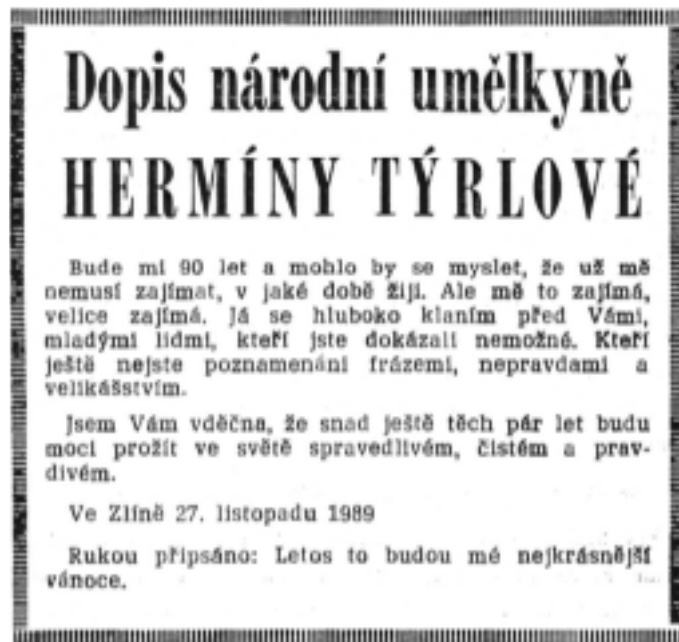 Dopis národní umělkyně
HERMÍNY TÝRLOVÉ
Bude mi 90 let a mohlo by se myslet, že už mě
nemusí zajímat, v jaké době žiji. Ale mě to zajímá,
velice zajímá. Já se hluboko klaním před Vámi,
mladými lidmi, kteří jste dokázali nemožné. Kteří
ještě nejste poznamenáni frázemi, nepravdami a
velikášstvím.
Jsem Vám vděčna, že snad ještě těch pár let budu
moci prožít ve světě spravedlivém, čistém a prav-
divém.
Ve Zlíně 27. listopadu 1989
Rukou připsáno: Letos to budou mé nejkrásnější
vánoce.